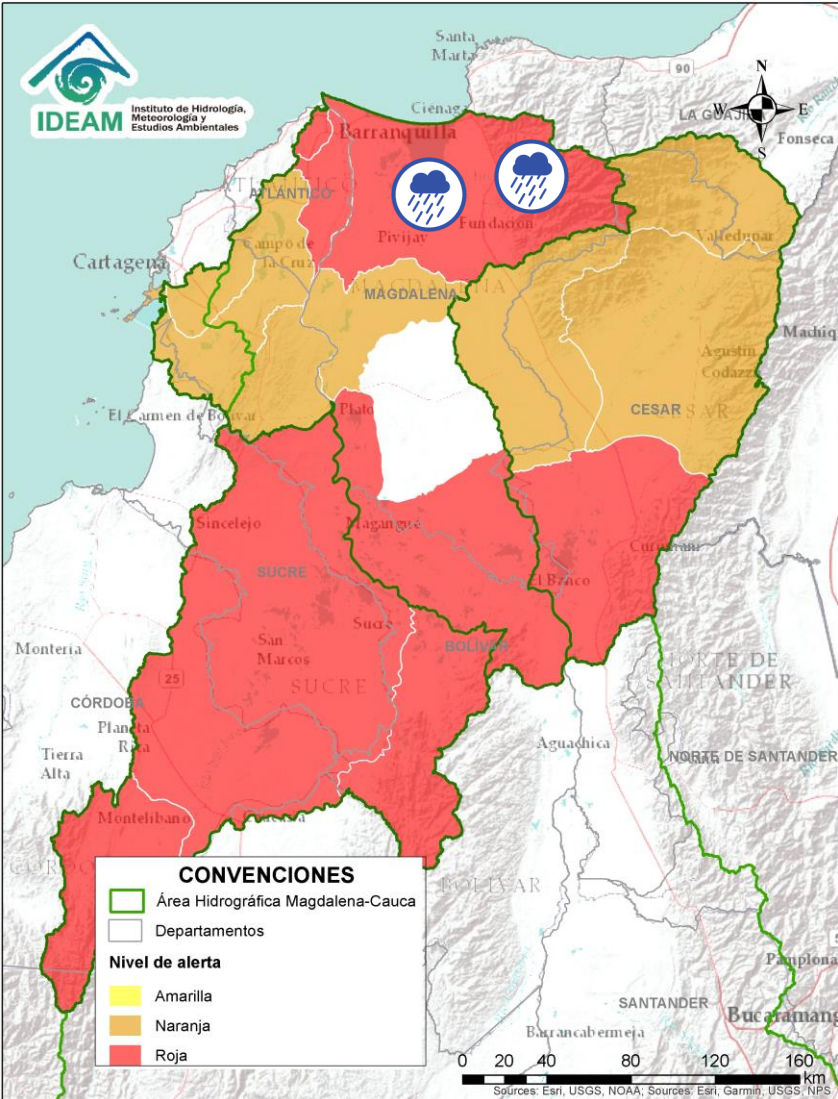 IDEAM
Instituto de Hidrología,
Meteorología y
Estudios Ambientales
Santa
Marta
90
N
W
E
S
LA GUAJI
Fonseca
Ciénaga
Barranquilla
ATLÁNTICO
Fundación
Pivijay
Campo de
la Cruz
Valledupar
Cartagena
MAGDALENA
Machiq
Agustín
Codazzi
El Carmen de Bolívar
Plato
CESAR
CESAR
Sincelejo
Magangué
El Banco
SUCRE
Sucre
San
Marcos
BOLÍVAR
Montería
SUCRE
NORTE DE
SANTANDER
25
CÓRDOBA
Planeta
Rica
Aguachica
Tierra
Alta
NORTE DE SANTANDER
Montelíbano
BOLÍVAR
CONVENCIONES
Área Hidrográfica Magdalena-Cauca
Departamentos
Nivel de alerta
Amarilla
Naranja
Roja
Pamplona
SANTANDER
Bucaramang
Barrancabermeja
0 20 40 80 120 160
km
Sources: Esri, USGS, NOAA; Sources: Esri, Garmin, USGS, NPS